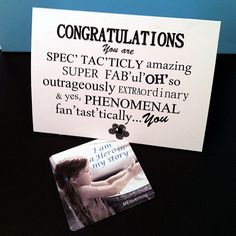 CONGRATULATIONS
You are
SPEC' TAC'TICLY amazing
SUPER FAB'ul'OH'so
outrageously EXTRAordinary
& yes, PHENOMENAL
fan'tast'tically...You
I am
a Hero in
my story